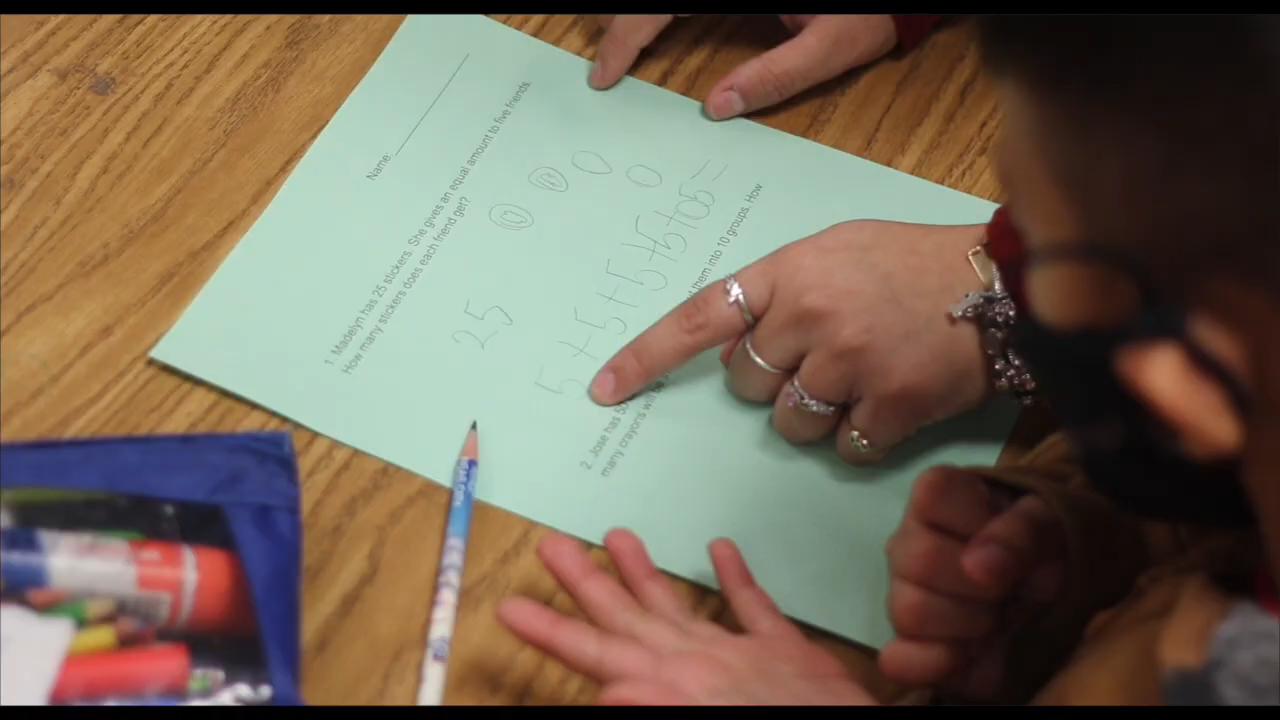 Name:
1. Madelyn has 25 stickers. She gives an equal amount to five friends.
How many stickers does each friend get?
25
5+5+5+5+5=
2. Jose has 50 them into 10 groups. How
many crayons will be